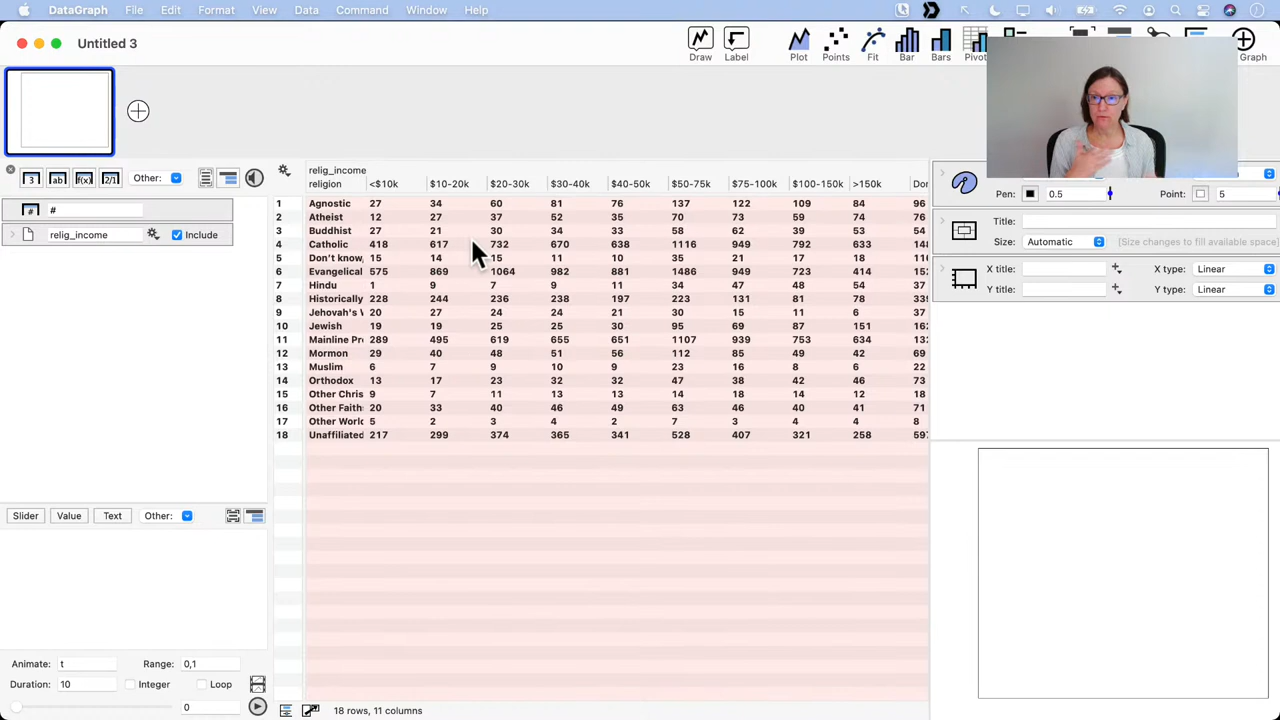 DataGraph File Edit Format View Data Command Window Help
Untitled 3
Draw Label Plot Points Fit Bar Bars Pivot Graph
Other:
#
relig_income Include
relig_income
religion <$10k $10-20k $20-30k $30-40k $40-50k $50-75k $75-100k $100-150k >150k Don
1 Agnostic 27 34 60 81 76 137 122 109 84 96
2 Atheist 12 27 37 52 35 70 73 59 74 76
3 Buddhist 27 21 30 34 33 58 62 39 53 54
4 Catholic 418 617 732 670 638 1116 949 792 633 148
5 Don't know, 15 14 15 11 10 35 21 17 18 116
6 Evangelical 575 869 1064 982 881 1486 949 723 414 152
7 Hindu 1 9 7 9 11 34 47 48 54 37
8 Historically 228 244 236 238 197 223 131 81 78 339
9 Jehovah's 20 27 24 24 21 30 15 11 6 37
10 Jewish 19 19 25 25 30 95 69 87 151 162
11 Mainline Pr 289 495 619 655 651 1107 939 753 634 132
12 Mormon 29 40 48 51 56 112 85 49 42 69
13 Muslim 6 7 9 10 9 23 16 8 6 22
14 Orthodox 13 17 23 32 32 47 38 42 46 73
15 Other Chris 9 7 11 13 13 14 18 14 12 18
16 Other Faith 20 33 40 46 49 63 46 40 41 71
17 Other World 5 2 3 4 2 7 3 4 4 8
18 Unaffiliated 217 299 374 365 341 528 407 321 258 597
Pen: 0.5 Point: 5
Title:
Size: Automatic [Size changes to fill available space]
X title: X type: Linear
Y title: Y type: Linear
Slider Value Text Other:
Animate: t Range: 0,1
Duration: 10 Integer Loop
0
18 rows, 11 columns